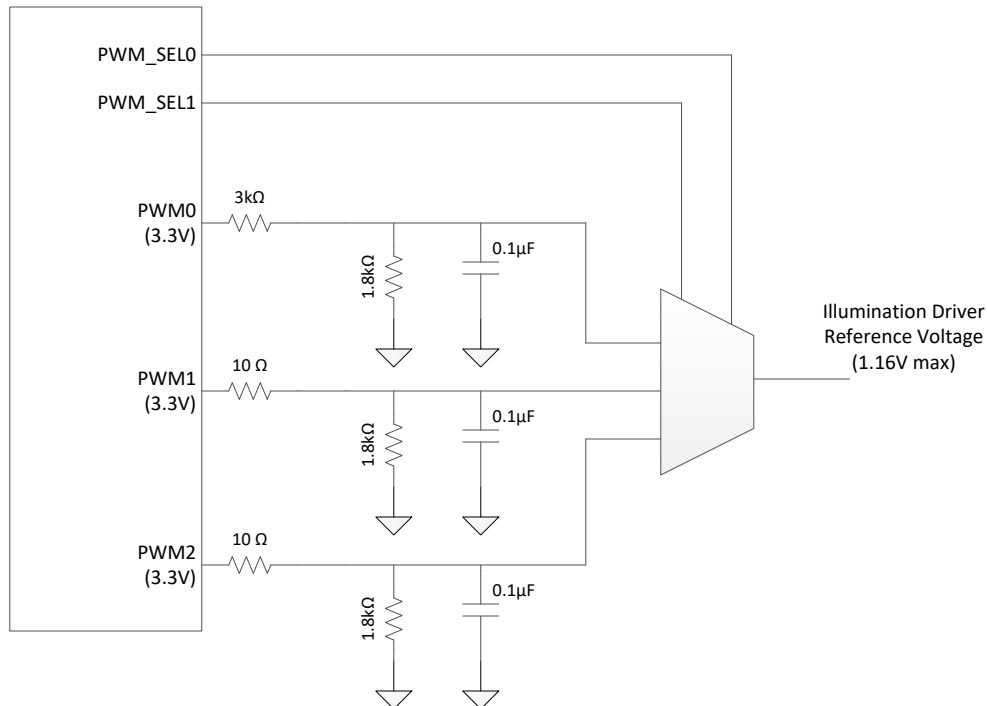 PWM_SEL0
PWM_SEL1
3kΩ
PWM0
(3.3V)
0.1µF
1.8kΩ
Illumination Driver
Reference Voltage
(1.16V max)
10 Ω
PWM1
(3.3V)
0.1µF
1.8kΩ
10 Ω
PWM2
(3.3V)
0.1µF
1.8kΩ